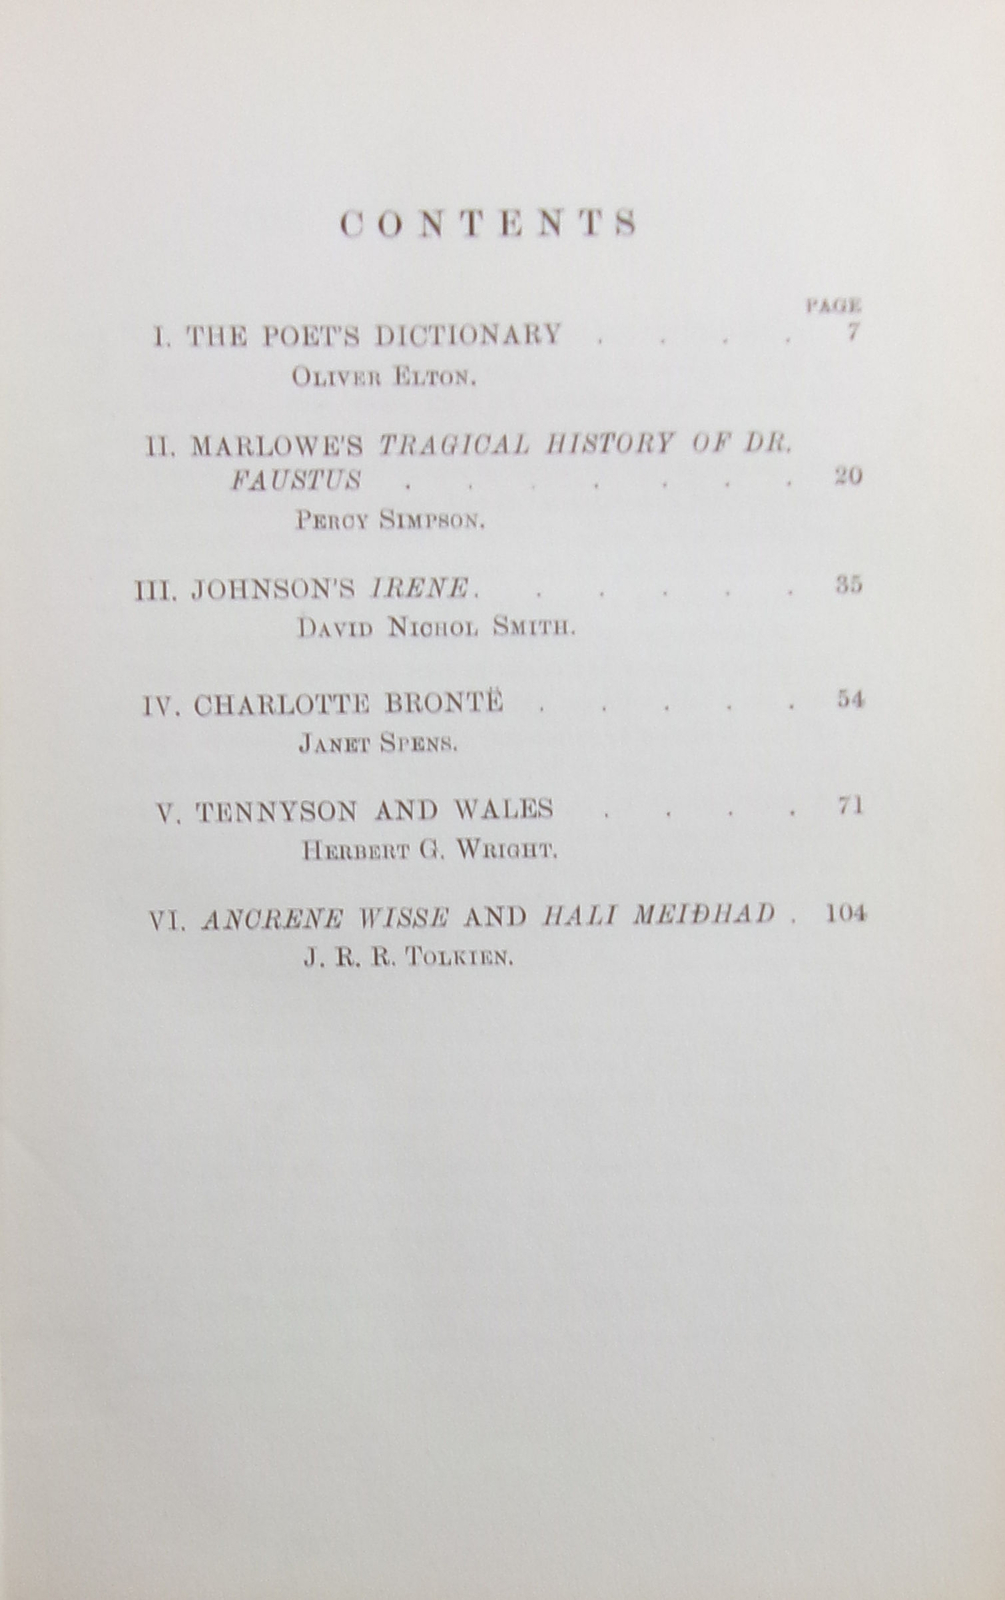 CONTENTS
PAGE
I. THE POET'S DICTIONARY . . . . 7
OLIVER ELTON.
II. MARLOWE'S TRAGICAL HISTORY OF DR.
FAUSTUS . . . . . . . 20
PERCY SIMPSON.
III. JOHNSON'S IRENE . . . . . . 35
DAVID NICHOL SMITH.
IV. CHARLOTTE BRONTË . . . . . 54
JANET SPENS.
V. TENNYSON AND WALES . . . . 71
HERBERT G. WRIGHT.
VI. ANCRENE WISSE AND HALI MEIÐHAD . 104
J. R. R. TOLKIEN.